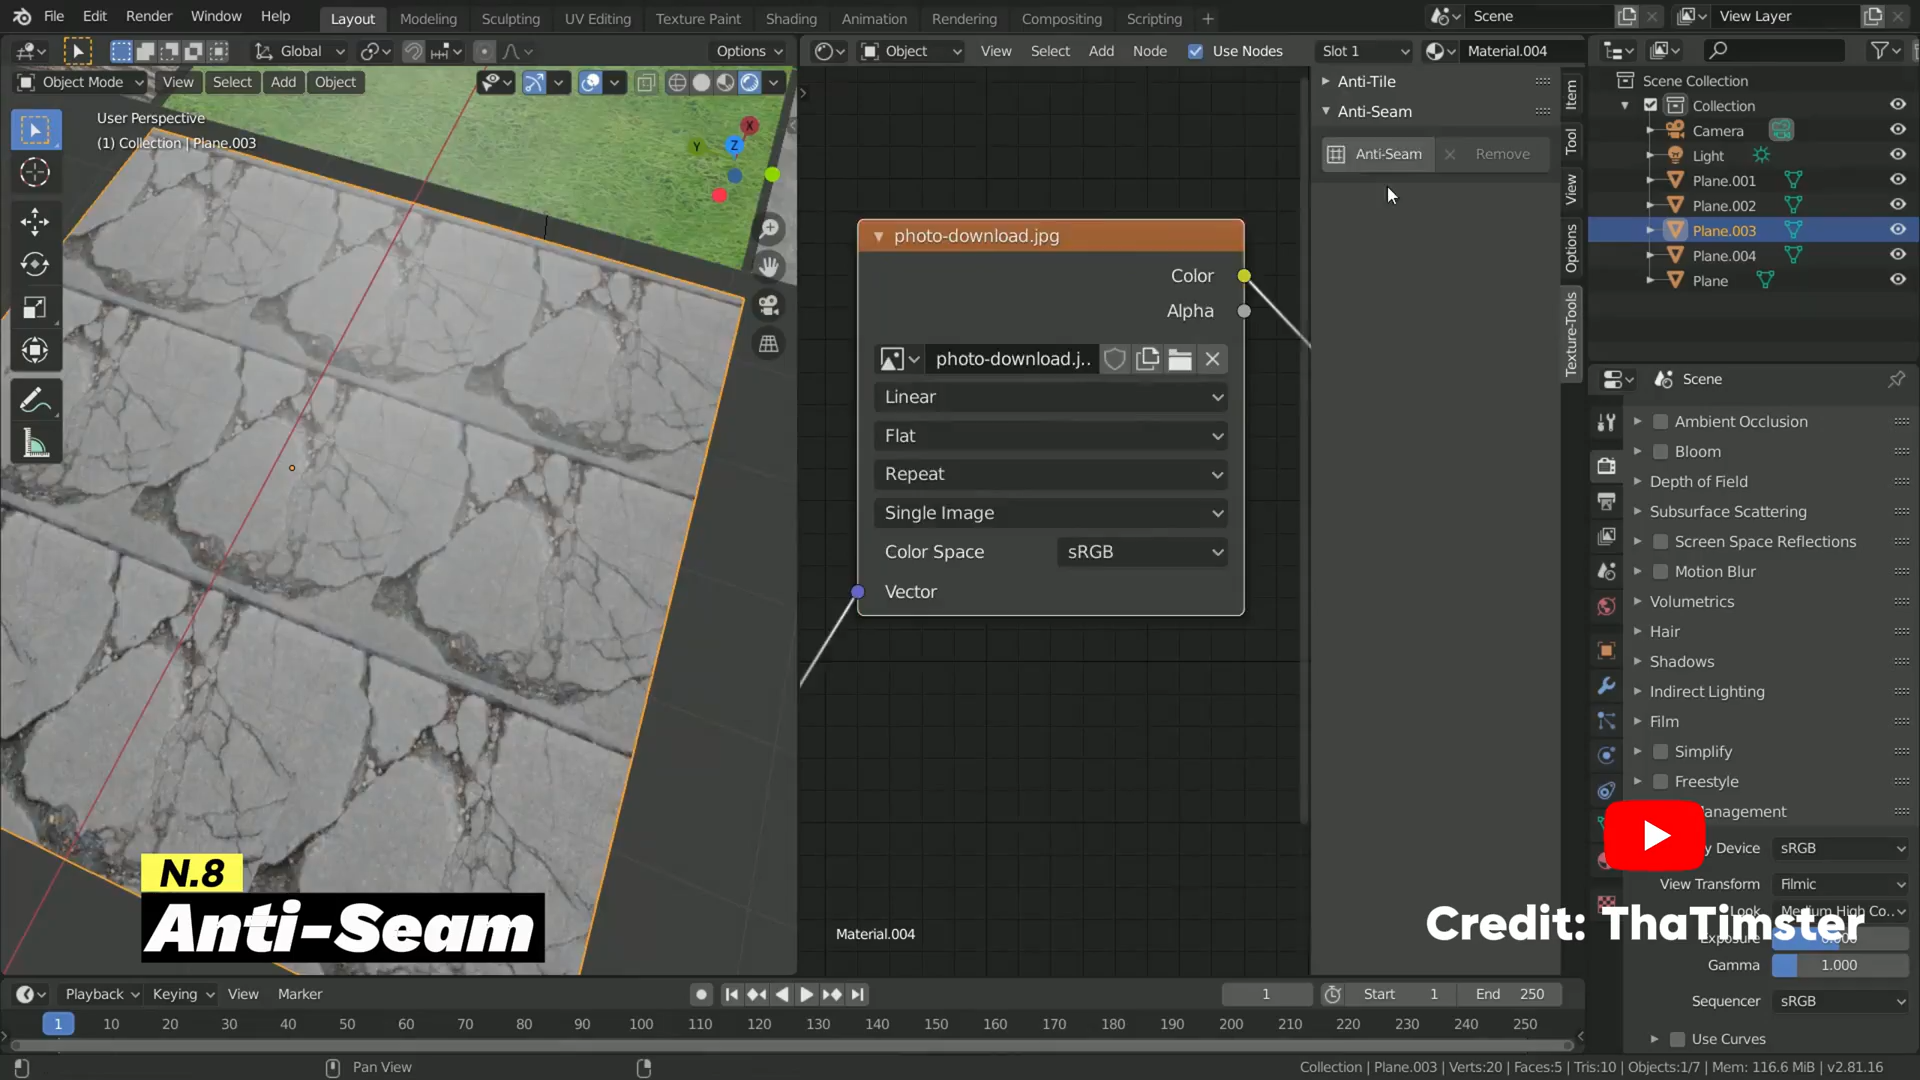 File Edit Render Window Help
Layout Modeling Sculpting UV Editing Texture Paint Shading Animation Rendering Compositing Scripting +
Scene
View Layer
Global
Options
Object
View Select Add Node
Use Nodes
Slot 1
Material.004
Object Mode
View Select Add Object
User Perspective
(1) Collection | Plane.003
X
Y
Z
photo-download.jpg
Color
Alpha
photo-download.j..
Linear
Flat
Repeat
Single Image
Color Space sRGB
Vector
Material.004
Anti-Tile
Anti-Seam
Anti-Seam
Remove
Item
Tool
View
Options
Texture-Tools
Scene Collection
Collection
Camera
Light
Plane.001
Plane.002
Plane.003
Plane.004
Plane
Scene
Ambient Occlusion
Bloom
Depth of Field
Subsurface Scattering
Screen Space Reflections
Motion Blur
Volumetrics
Hair
Shadows
Indirect Lighting
Film
Simplify
Freestyle
anagement
y Device sRGB
View Transform Filmic
Look Medium High Co..
Exposure 0.000
Gamma 1.000
Sequencer sRGB
Use Curves
N.8
Anti-Seam
Credit: ThaTimster
Playback Keying View Marker
1
Start 1
End 250
1 10 20 30 40 50 60 70 80 90 100 110 120 130 140 150 160 170 180 190 200 210 220 230 240 250
Pan View
Collection | Plane.003 | Verts:20 | Faces:5 | Tris:10 | Objects:1/7 | Mem: 116.6 MiB | v2.81.16